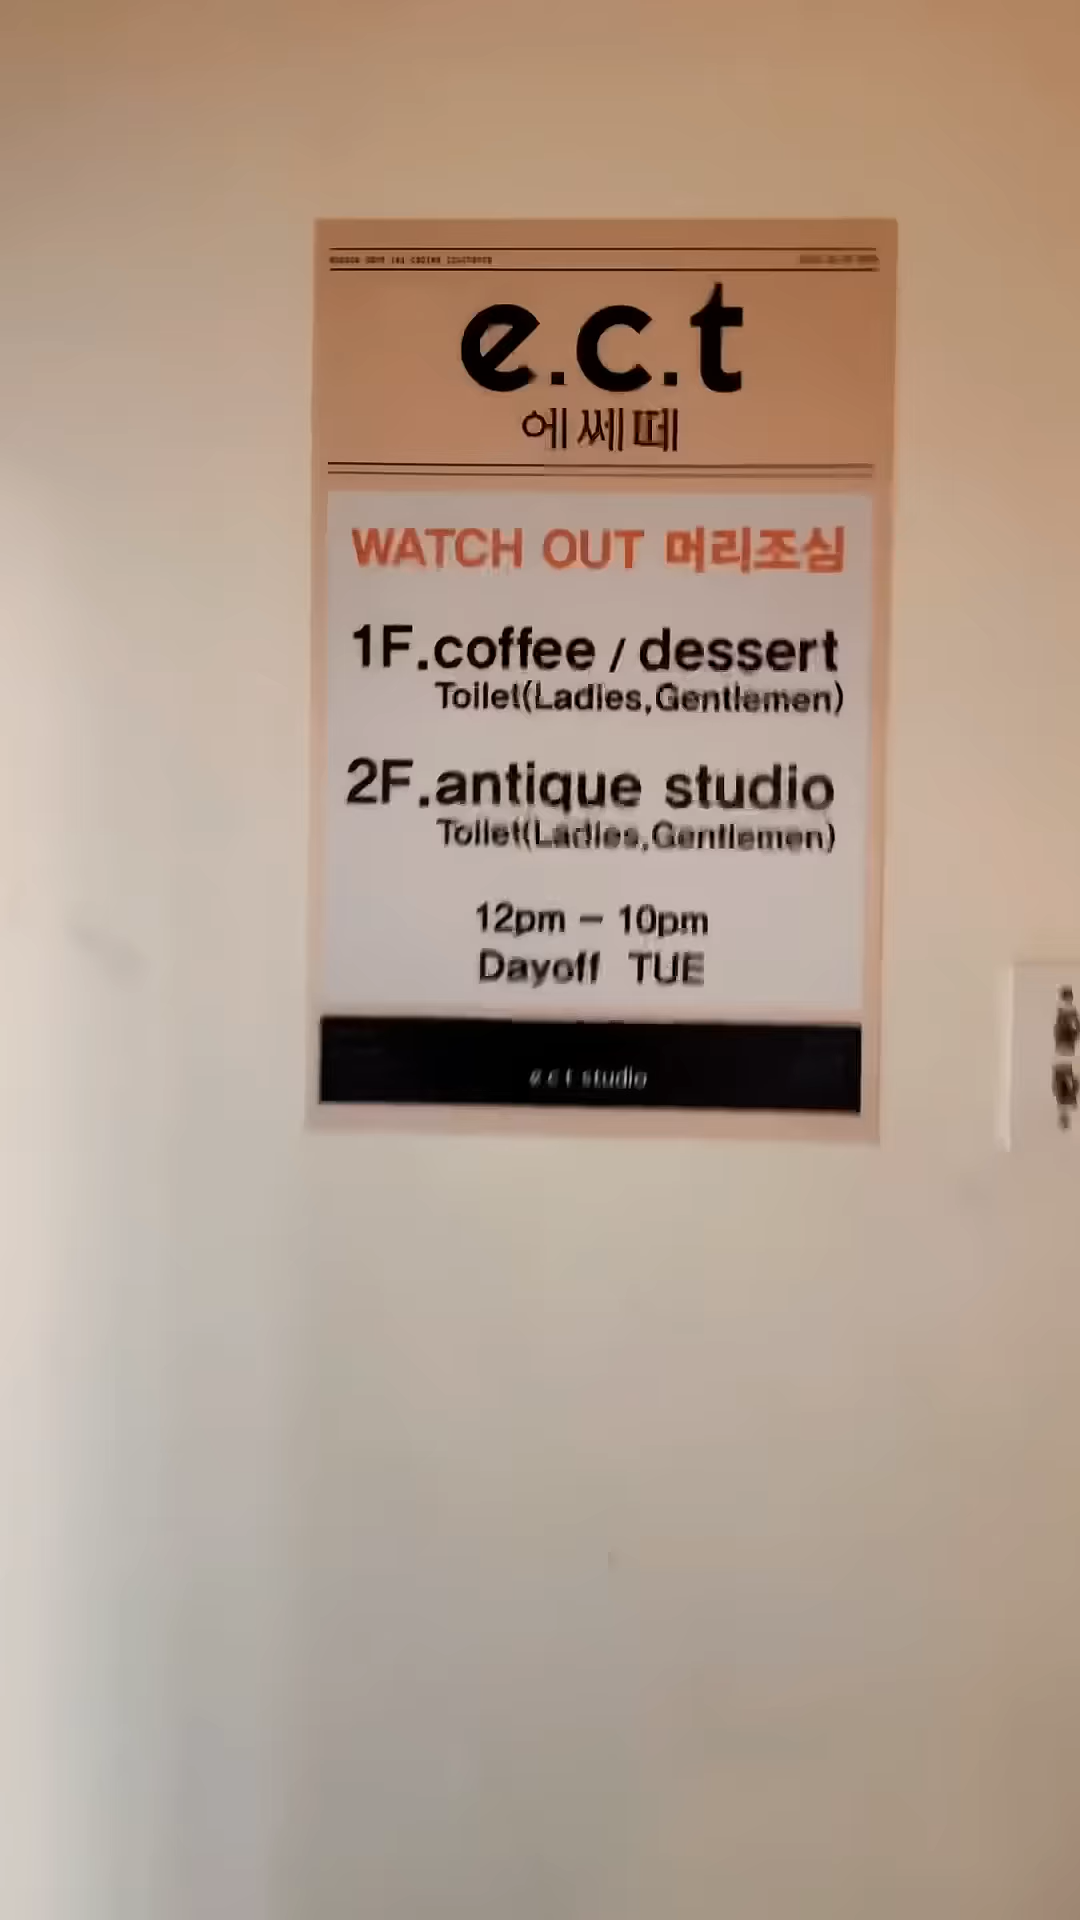 e.c.t
에쎄떼
WATCH OUT 머리조심
1F.coffee / dessert
Toilet(Ladies,Gentlemen)
2F.antique studio
Toilet(Ladies,Gentlemen)
12pm – 10pm
Dayoff TUE
e.c.t studio